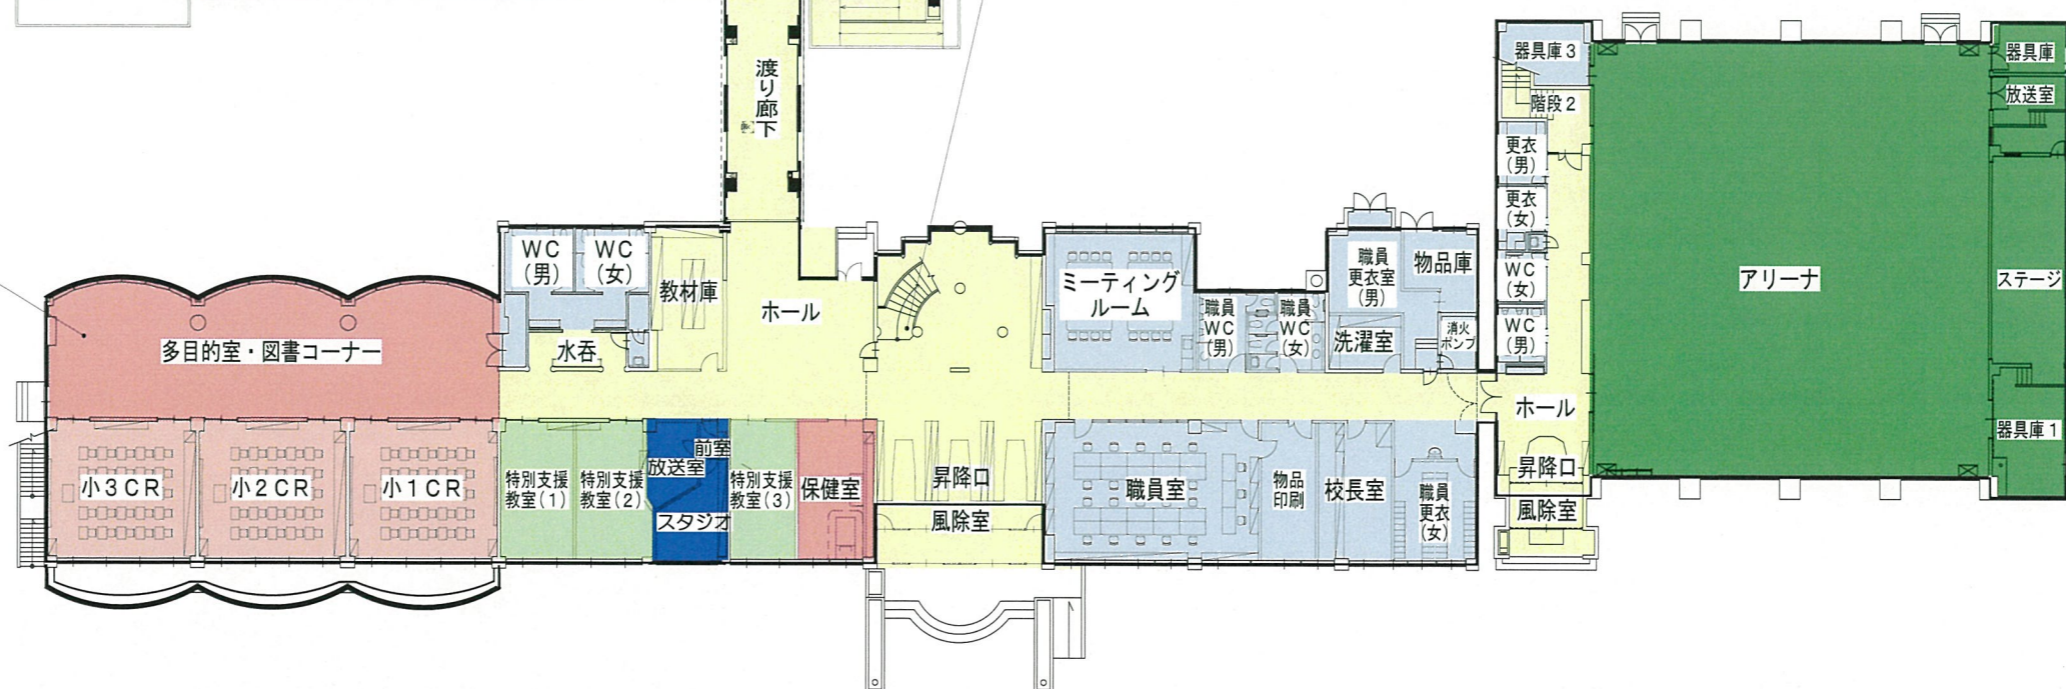 渡り廊下
器具庫3
階段2
更衣
(男)
更衣
(女)
WC
(女)
WC
(男)
アリーナ
器具庫
放送室
ステージ
器具庫1
WC
(男)
WC
(女)
教材庫
ホール
水呑
ミーティング
ルーム
職員
WC
(男)
職員
WC
(女)
職員
更衣室
(男)
物品庫
洗濯室
消火
ポンプ
多目的室・図書コーナー
小3CR
小2CR
小1CR
特別支援
教室(1)
特別支援
教室(2)
放送室
前室
スタジオ
特別支援
教室(3)
保健室
昇降口
風除室
職員室
物品
印刷
校長室
職員
更衣
(女)
ホール
昇降口
風除室